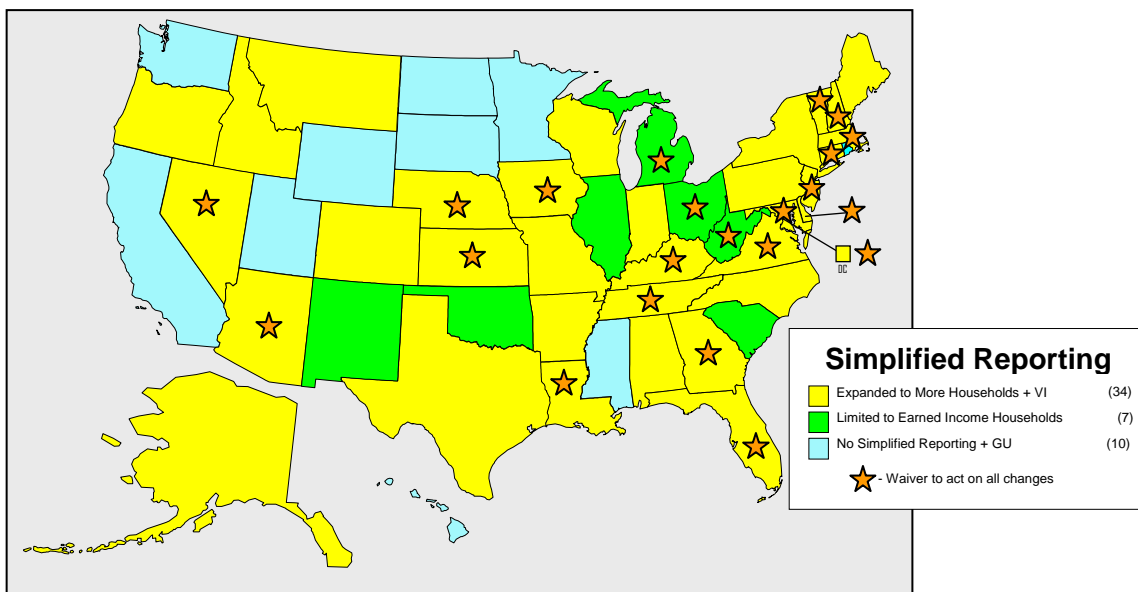 DC
Simplified Reporting
Expanded to More Households + VI (34)
Limited to Earned Income Households (7)
No Simplified Reporting + GU (10)
- Waiver to act on all changes